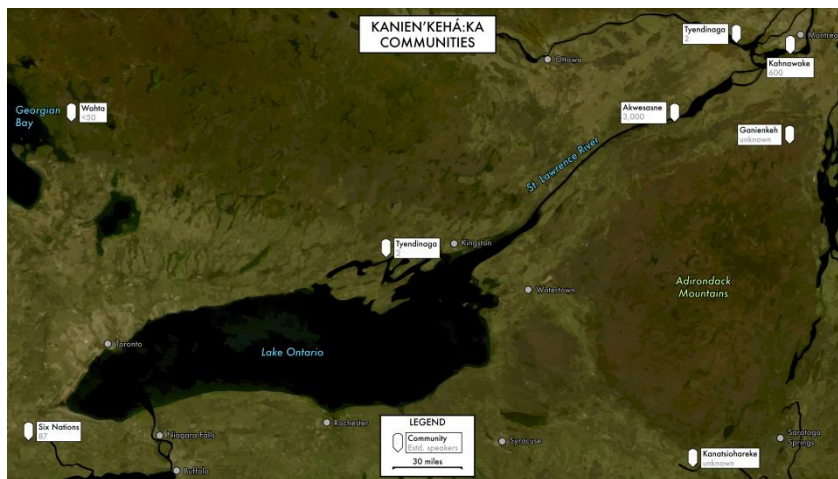 KANIEN'KEHÁ:KA
COMMUNITIES
Tyendinaga
2
Montreal
Kahnawake
600
Ottawa
Georgian
Bay
Wahta
<50
Akwesasne
3,000
Ganienkeh
unknown
St. Lawrence River
Tyendinaga
2
Kingston
Adirondack
Mountains
Watertown
Toronto
Lake Ontario
Six Nations
87
Niagara Falls
Buffalo
Rochester
LEGEND
Community
Estd. speakers
30 miles
Syracuse
Saratoga
Springs
Kanatsiohareke
unknown